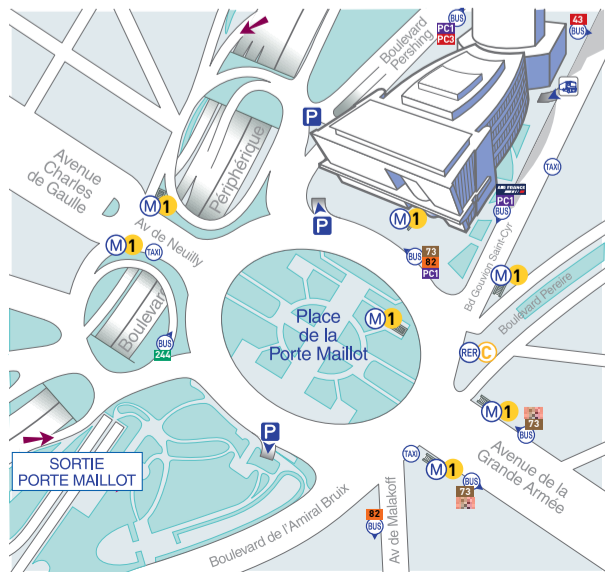 BUS
PC1
PC3
43
BUS
Boulevard
Pershing
P
Périphérique
Avenue
Charles
de Gaulle
M 1
Av de Neuilly
M 1
TAXI
P
M 1
TAXI
AIR FRANCE
PC1
BUS
BUS
73
82
PC1
Bd Gouvion Saint-Cyr
M 1
Boulevard Pereire
Boulevard
BUS
244
Place
de la
Porte Maillot
M 1
RER C
M 1
73
BUS
P
SORTIE
PORTE MAILLOT
TAXI
M 1
BUS
73
Avenue de la
Grande Armée
Boulevard de l'Amiral Bruix
82
BUS
Av de Malakoff